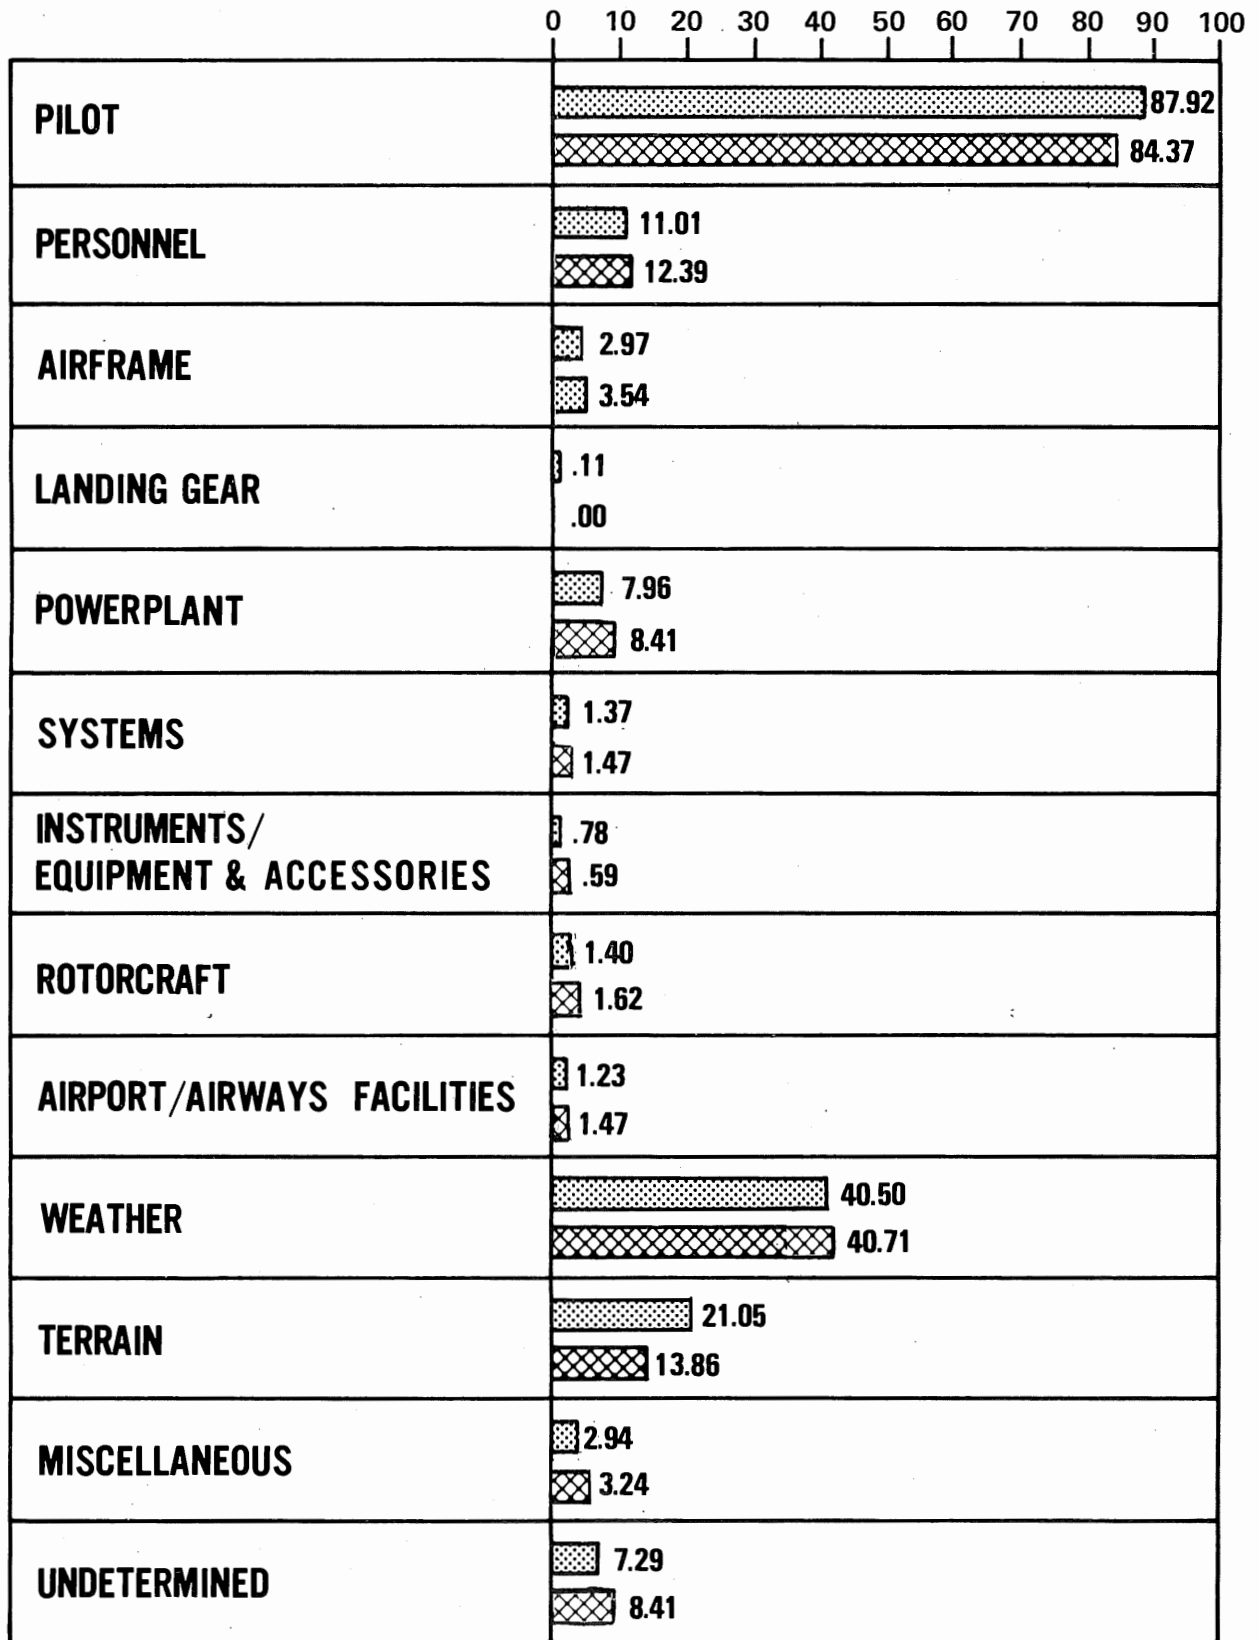 0 10 20 30 40 50 60 70 80 90 100
PILOT
87.92
84.37
PERSONNEL
11.01
12.39
AIRFRAME
2.97
3.54
LANDING GEAR
.11
.00
POWERPLANT
7.96
8.41
SYSTEMS
1.37
1.47
INSTRUMENTS/
EQUIPMENT & ACCESSORIES
.78
.59
ROTORCRAFT
1.40
1.62
AIRPORT/AIRWAYS FACILITIES
1.23
1.47
WEATHER
40.50
40.71
TERRAIN
21.05
13.86
MISCELLANEOUS
2.94
3.24
UNDETERMINED
7.29
8.41